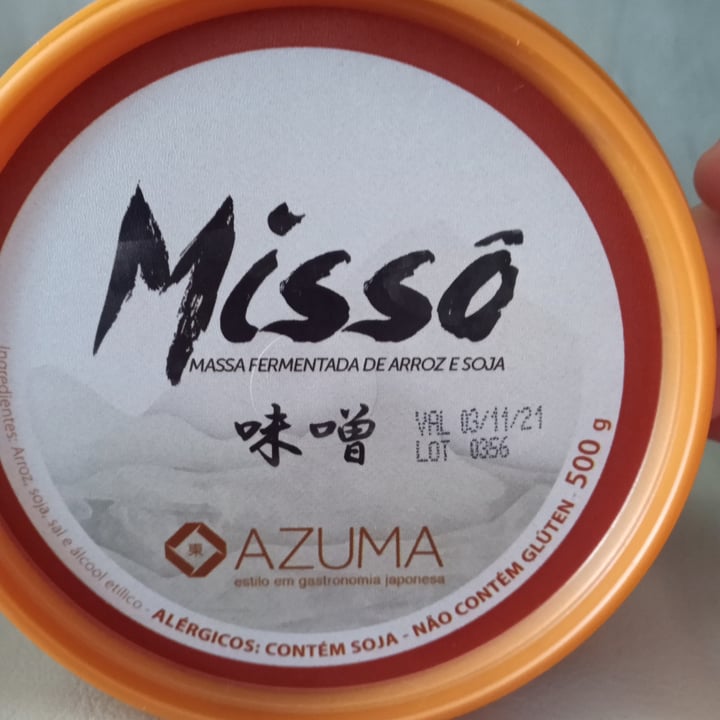 Missô
MASSA FERMENTADA DE ARROZ E SOJA
味噌
VAL 03/11/21
LOT 0356
東
AZUMA
estilo em gastronomia japonesa
Ingredientes: Arroz, soja, sal e álcool etílico - ALÉRGICOS: CONTÉM SOJA - NÃO CONTÉM GLÚTEN - 500 g